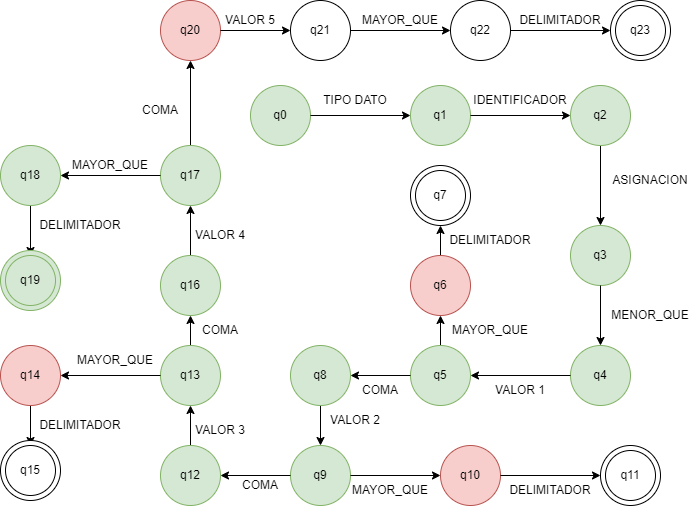 q20
VALOR 5
q21
MAYOR_QUE
q22
DELIMITADOR
q23
COMA
q0
TIPO DATO
q1
IDENTIFICADOR
q2
q18
MAYOR_QUE
q17
q7
ASIGNACION
DELIMITADOR
VALOR 4
DELIMITADOR
q3
q19
q16
q6
MENOR_QUE
COMA
MAYOR_QUE
q14
MAYOR_QUE
q13
q8
COMA
q5
VALOR 1
q4
DELIMITADOR
VALOR 3
VALOR 2
q15
q12
COMA
q9
MAYOR_QUE
q10
DELIMITADOR
q11